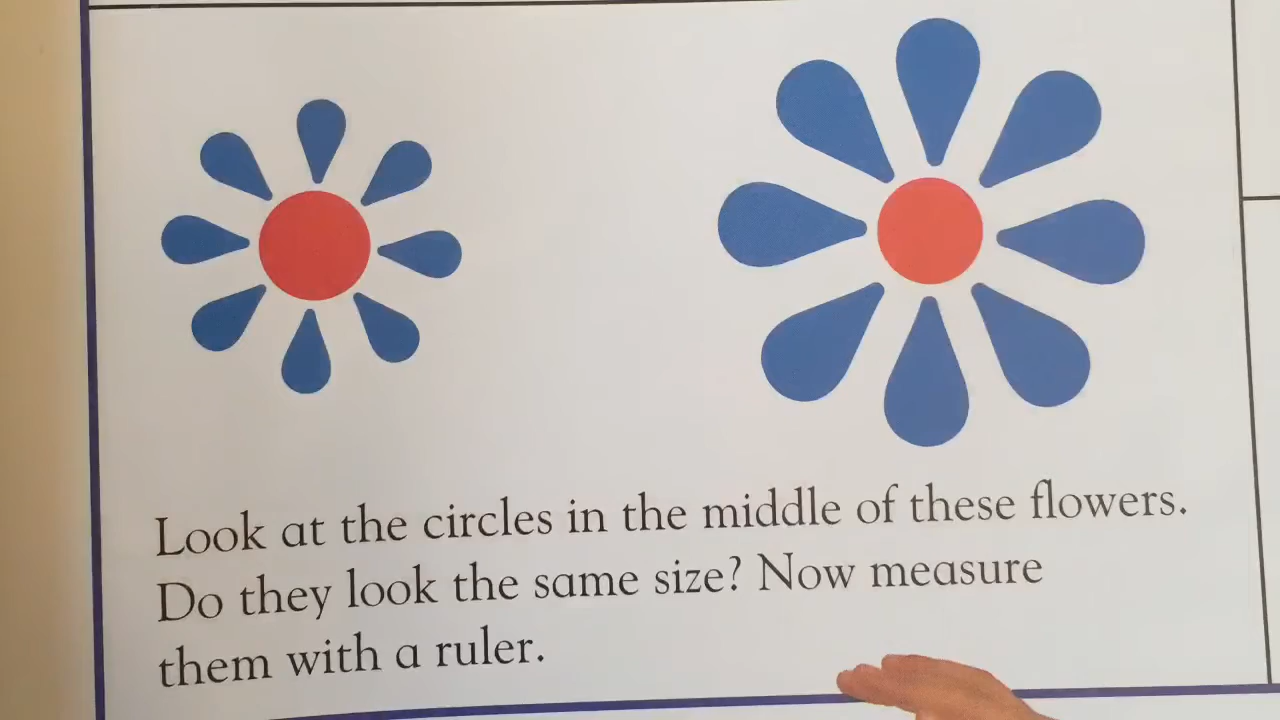 Look at the circles in the middle of these flowers.
Do they look the same size? Now measure
them with a ruler.